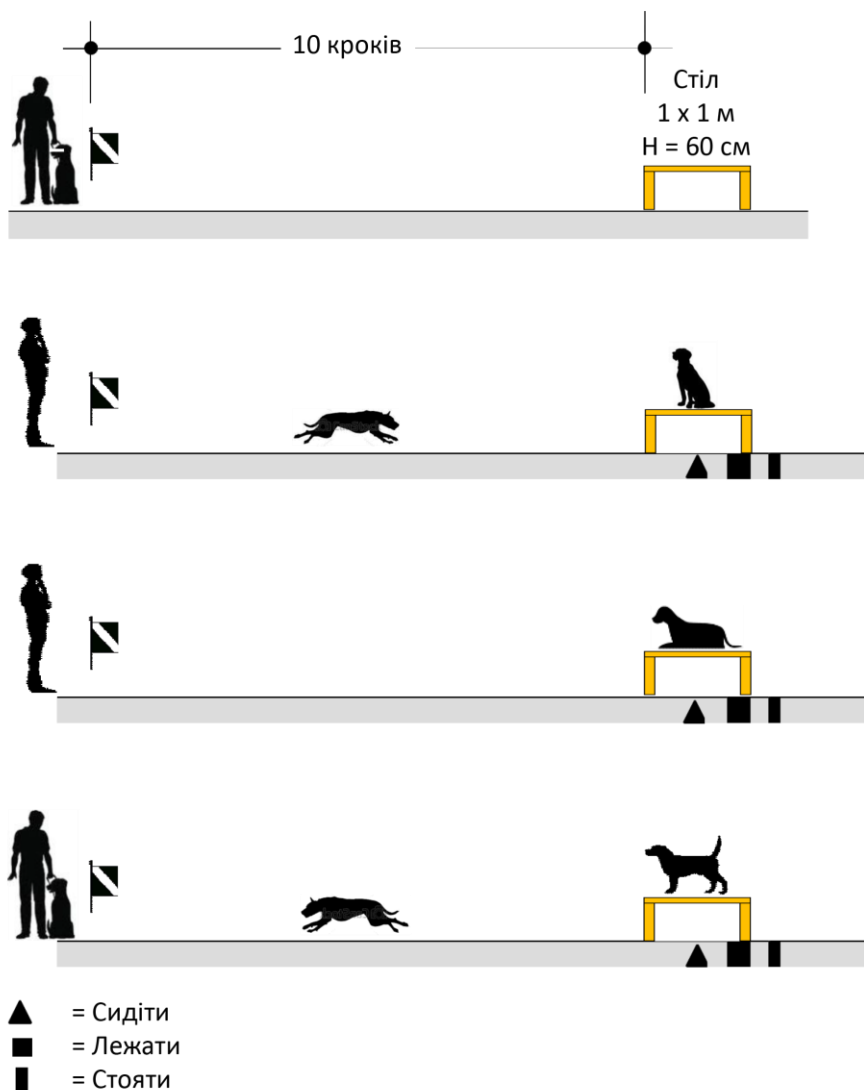 10 кроків
Стіл
1 х 1 м
Н = 60 см
= Сидіти
= Лежати
= Стояти